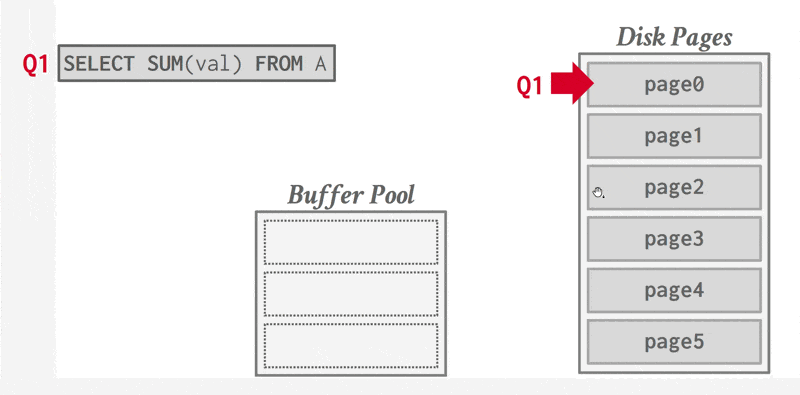 Q1 SELECT SUM(val) FROM A
Disk Pages
Q1
page0
page1
page2
page3
page4
page5
Buffer Pool